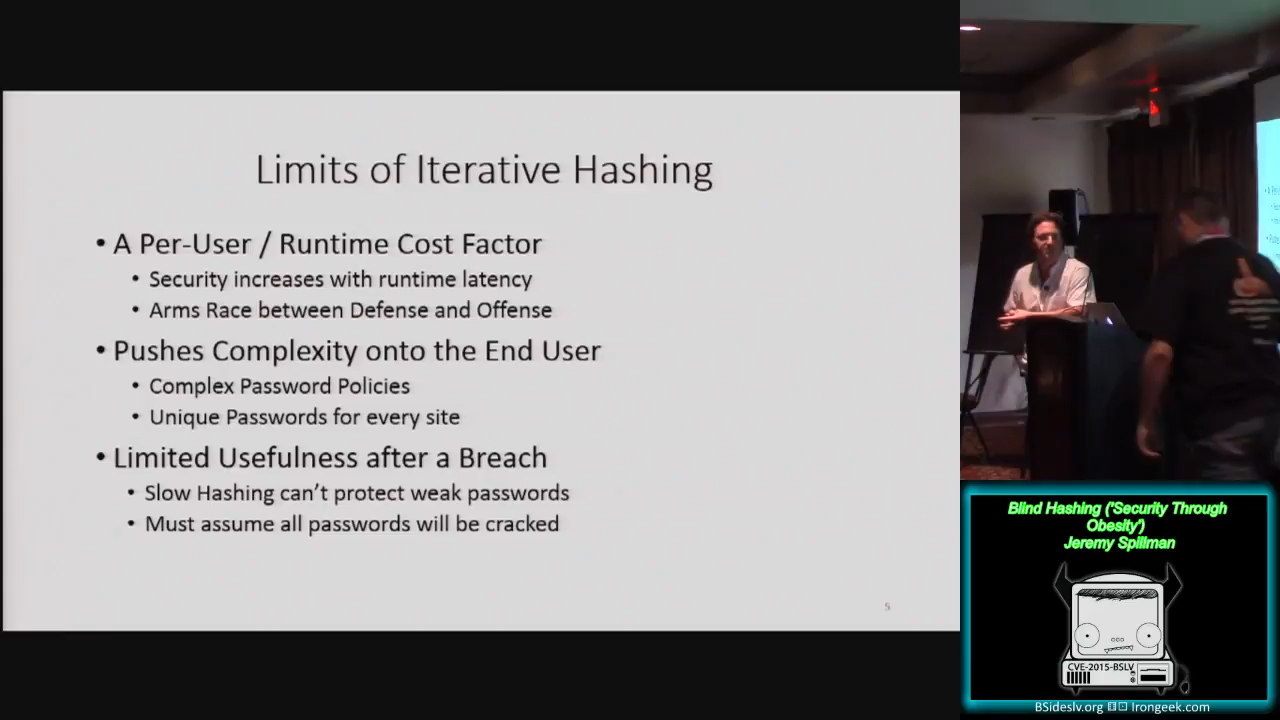 Limits of Iterative Hashing
• A Per-User / Runtime Cost Factor
• Security increases with runtime latency
• Arms Race between Defense and Offense
• Pushes Complexity onto the End User
• Complex Password Policies
• Unique Passwords for every site
• Limited Usefulness after a Breach
• Slow Hashing can’t protect weak passwords
• Must assume all passwords will be cracked
5
Blind Hashing ('Security Through
Obesity')
Jeremy Spillman
CVE-2015-BSLV
BSideslv.org Irongeek.com